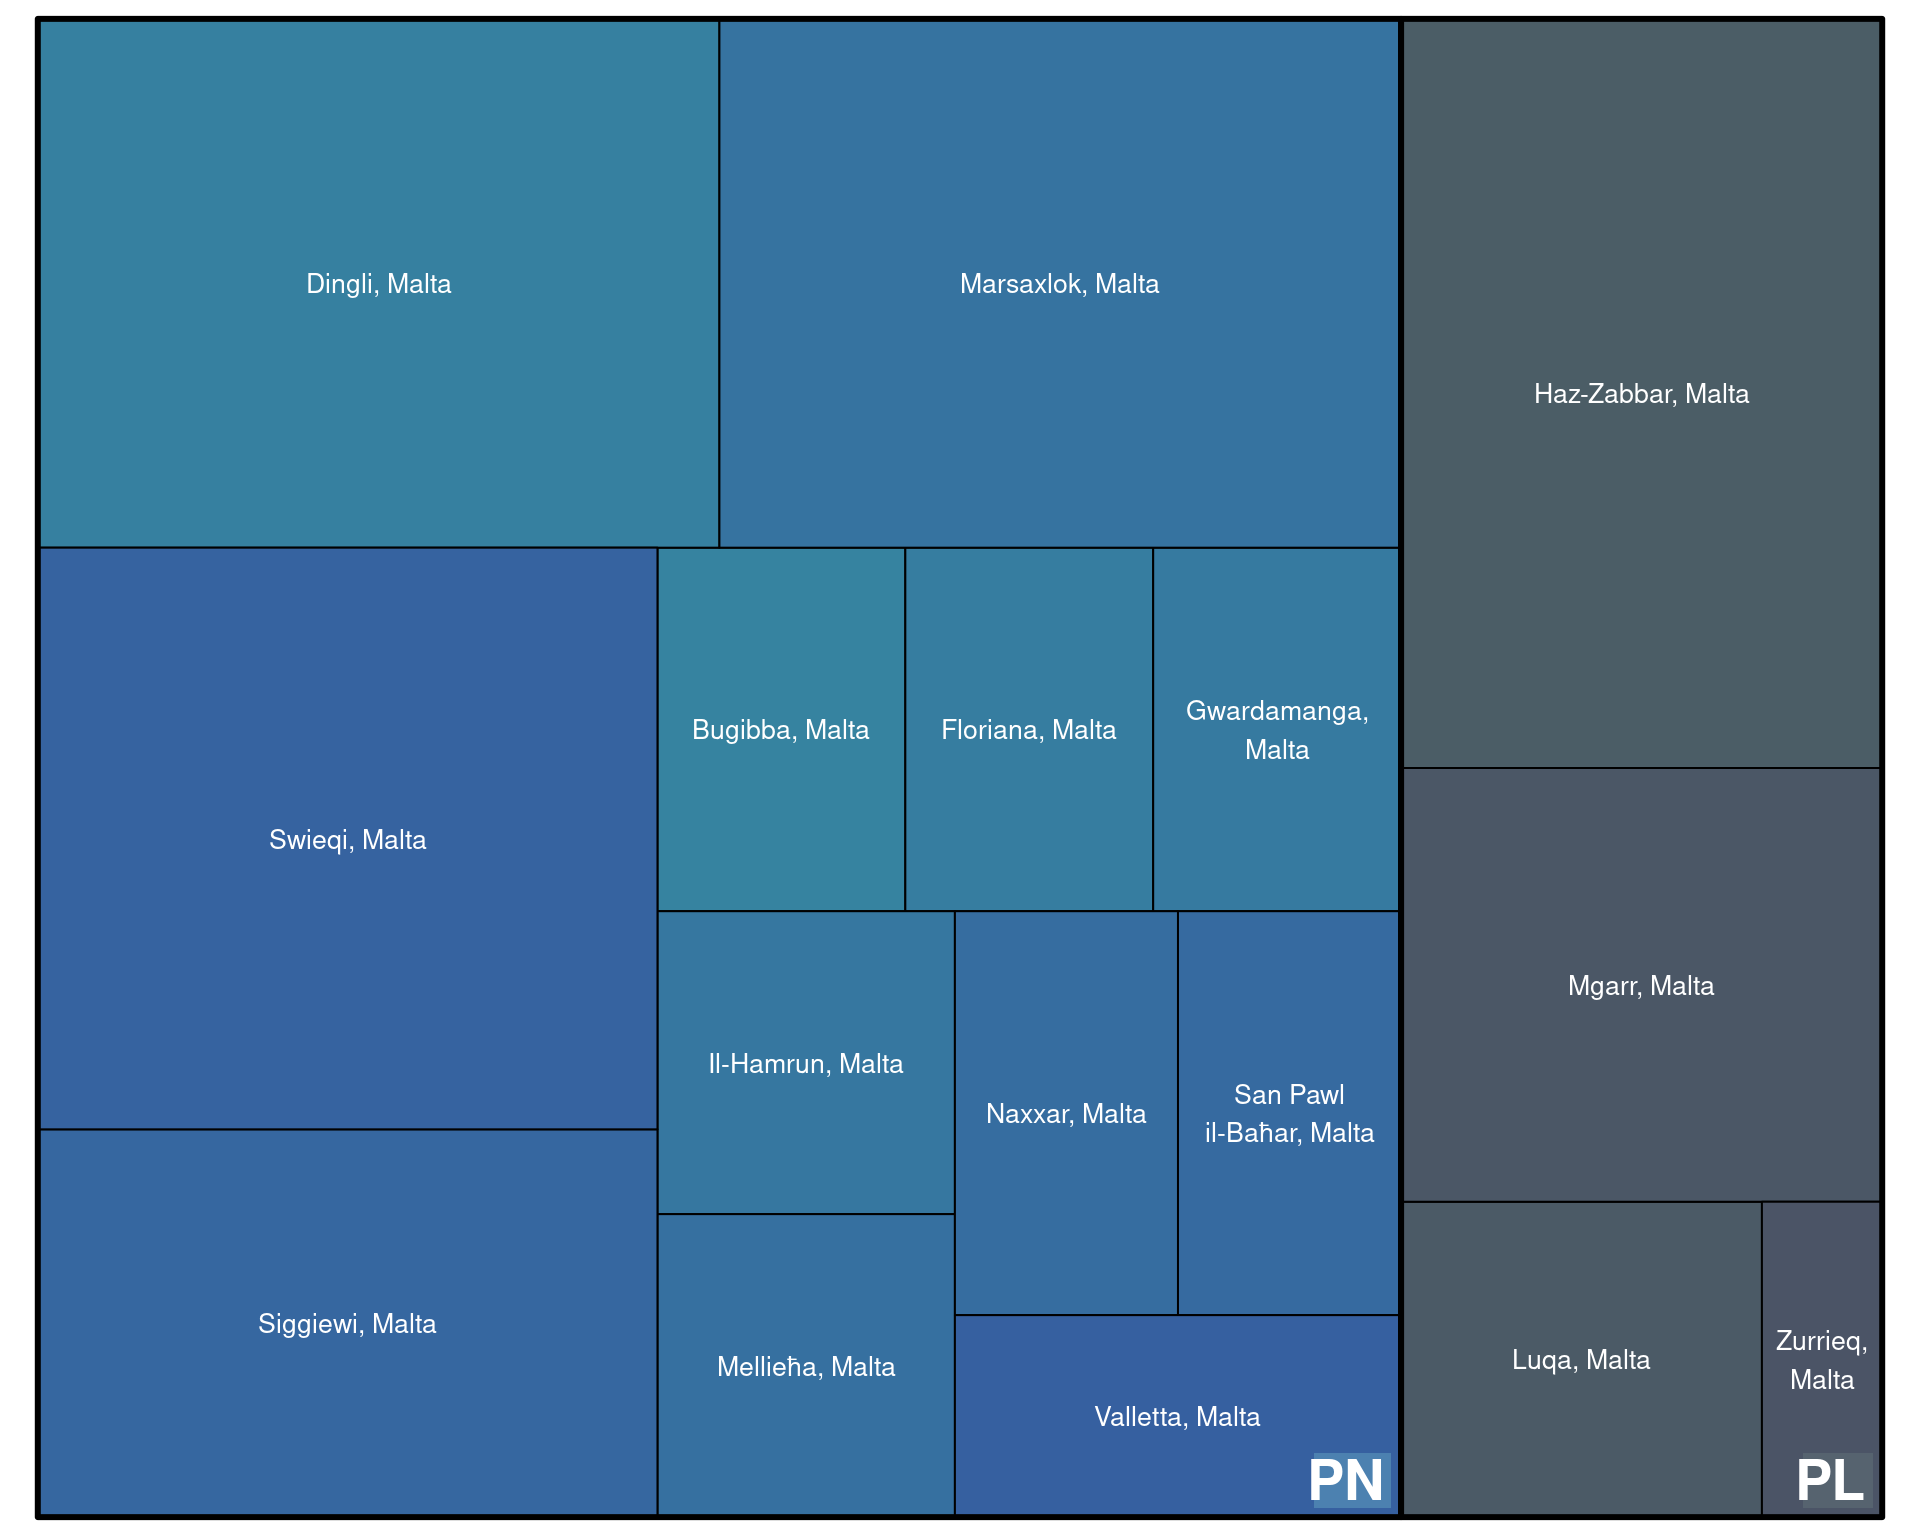 Dingli, Malta
Marsaxlok, Malta
Haz-Zabbar, Malta
Swieqi, Malta
Bugibba, Malta
Floriana, Malta
Gwardamanga,
Malta
Mgarr, Malta
Il-Hamrun, Malta
Naxxar, Malta
San Pawl
il-Baħar, Malta
Siggiewi, Malta
Mellieħa, Malta
Valletta, Malta
Luqa, Malta
Zurrieq,
Malta
PN
PL